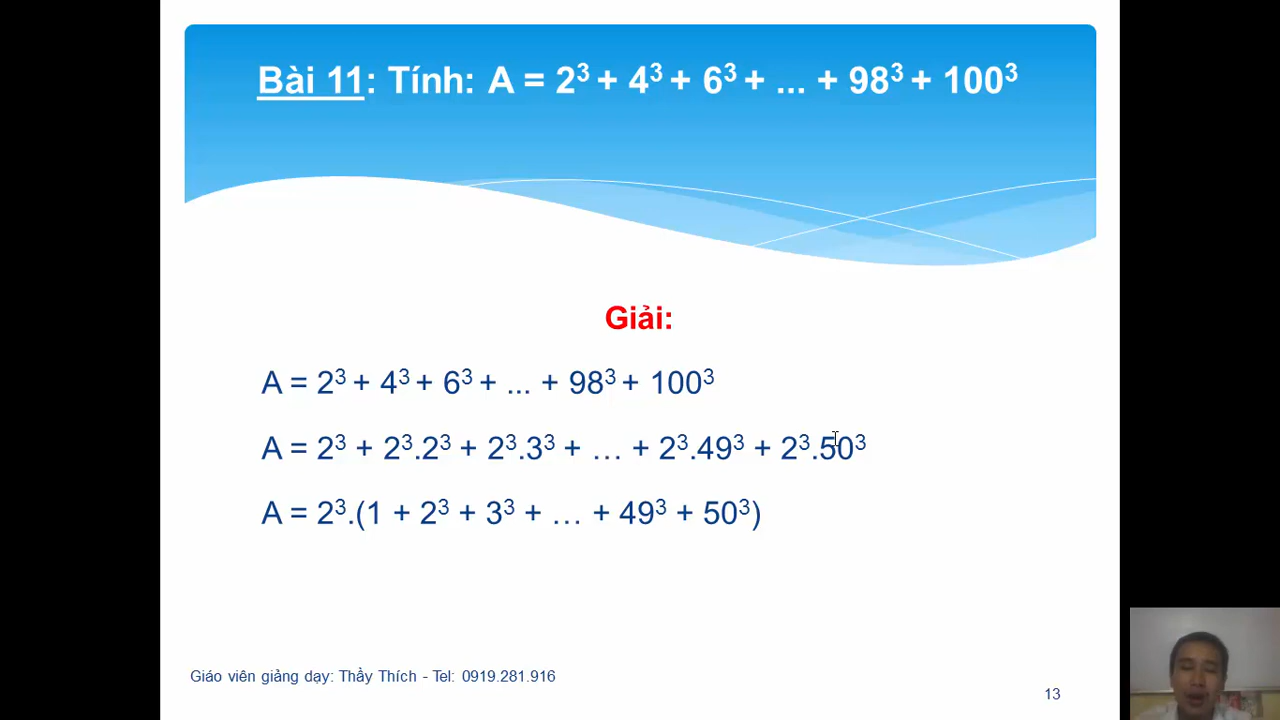 Bài 11: Tính: A = 2³ + 4³ + 6³ + ... + 98³ + 100³
Giải:
A = 2³ + 4³ + 6³ + ... + 98³ + 100³
A = 2³ + 2³.2³ + 2³.3³ + … + 2³.49³ + 2³.50³
A = 2³.(1 + 2³ + 3³ + … + 49³ + 50³)
Giáo viên giảng dạy: Thầy Thích - Tel: 0919.281.916
13